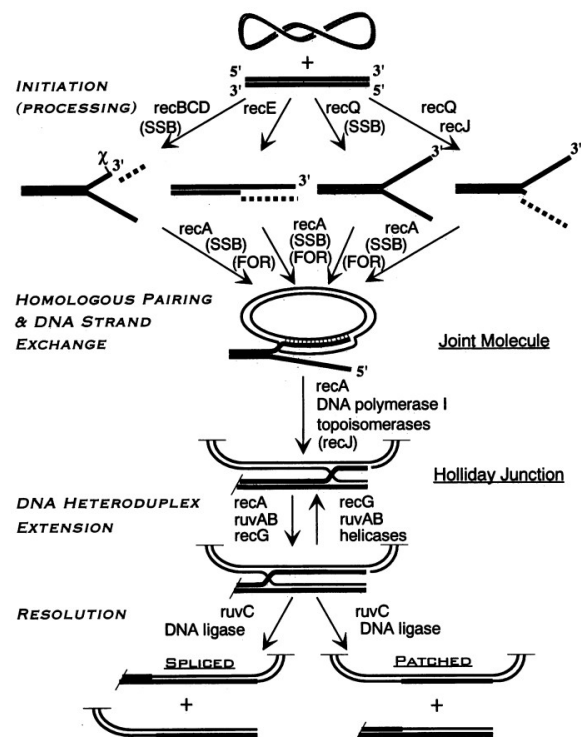 +
5' 3'
3' 5'
INITIATION
(PROCESSING)
recBCD
(SSB)
recE
recQ
(SSB)
recQ
recJ
χ 3'
3'
3'
3'
recA
(SSB)
(FOR)
recA
(SSB)
(FOR)
recA
(SSB)
(FOR)
HOMOLOGOUS PAIRING
& DNA STRAND
EXCHANGE
Joint Molecule
5'
recA
DNA polymerase I
topoisomerases
(recJ)
Holliday Junction
DNA HETERODUPLEX
EXTENSION
recA
ruvAB
recG
recG
ruvAB
helicases
RESOLUTION
ruvC
DNA ligase
ruvC
DNA ligase
SPLICED
PATCHED
+
+